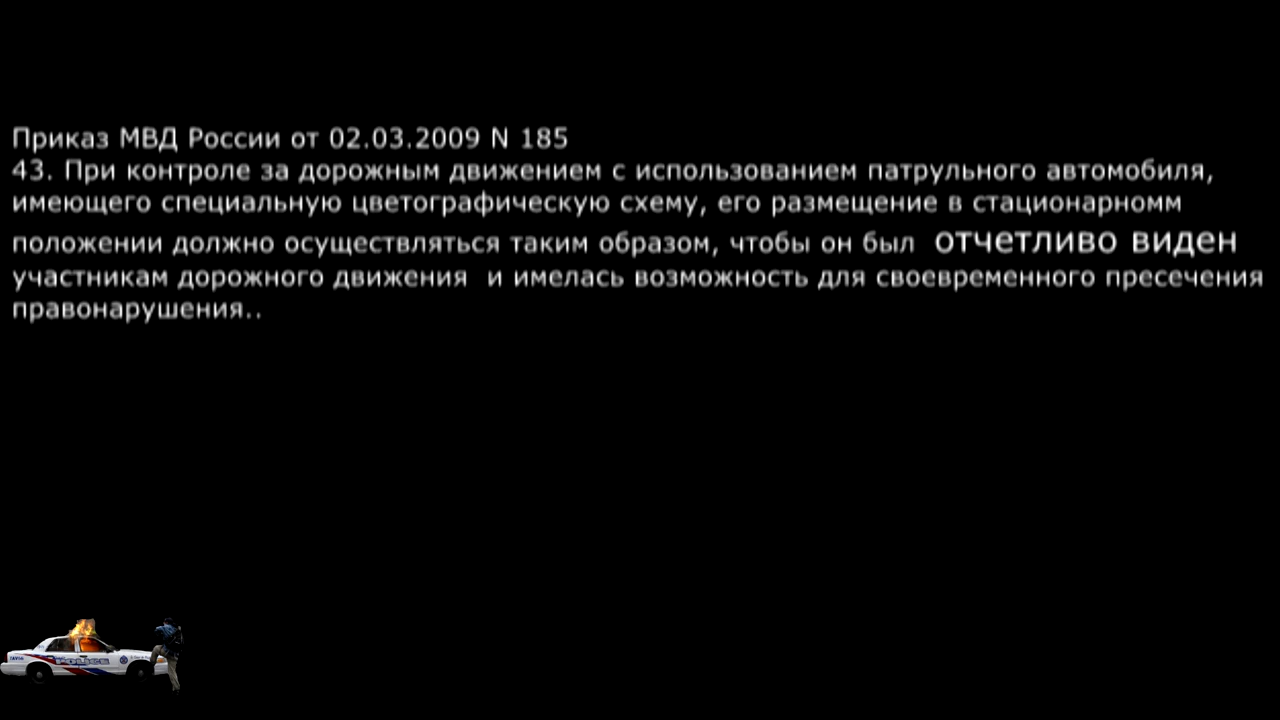 Приказ МВД России от 02.03.2009 N 185
43. При контроле за дорожным движением с использованием патрульного автомобиля,
имеющего специальную цветографическую схему, его размещение в стационарномм
положении должно осуществляться таким образом, чтобы он был отчетливо виден
участникам дорожного движения и имелась возможность для своевременного пресечения
правонарушения..
POLICE